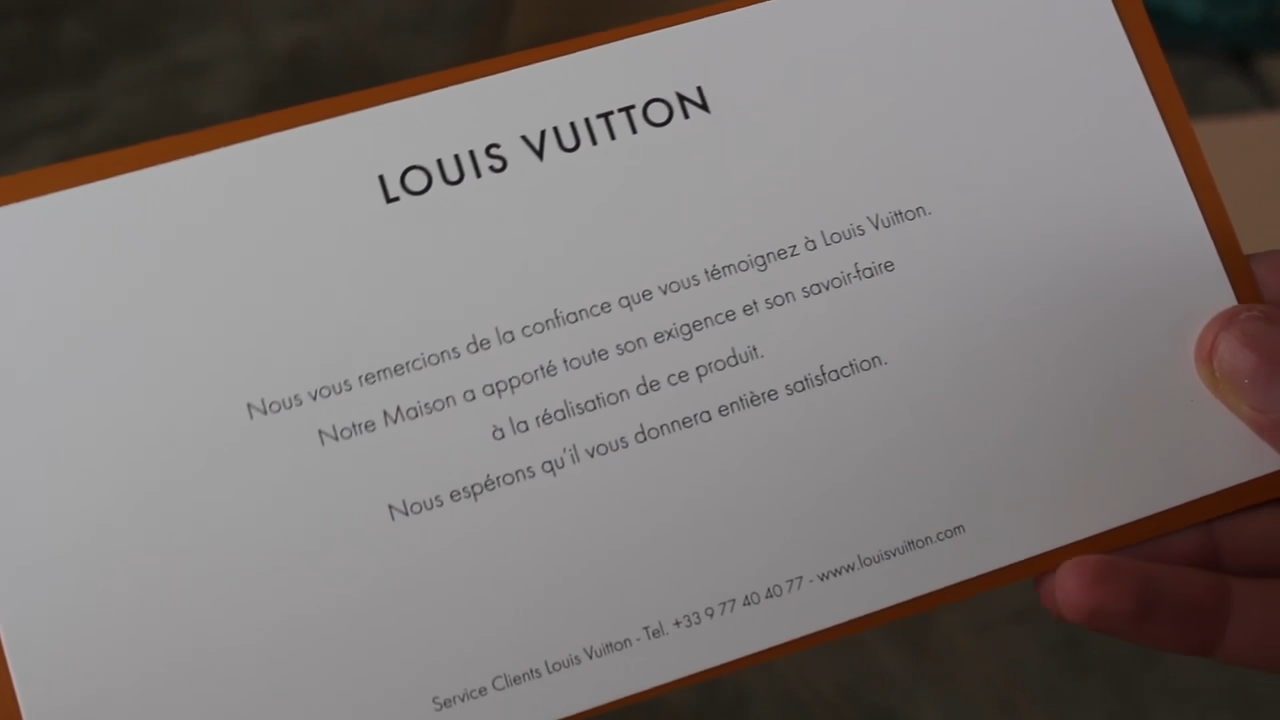 LOUIS VUITTON
Nous vous remercions de la confiance que vous témoignez à Louis Vuitton.
Notre Maison a apporté toute son exigence et son savoir-faire
à la réalisation de ce produit.
Nous espérons qu'il vous donnera entière satisfaction.
Service Clients Louis Vuitton - Tel. +33 9 77 40 40 77 - www.louisvuitton.com